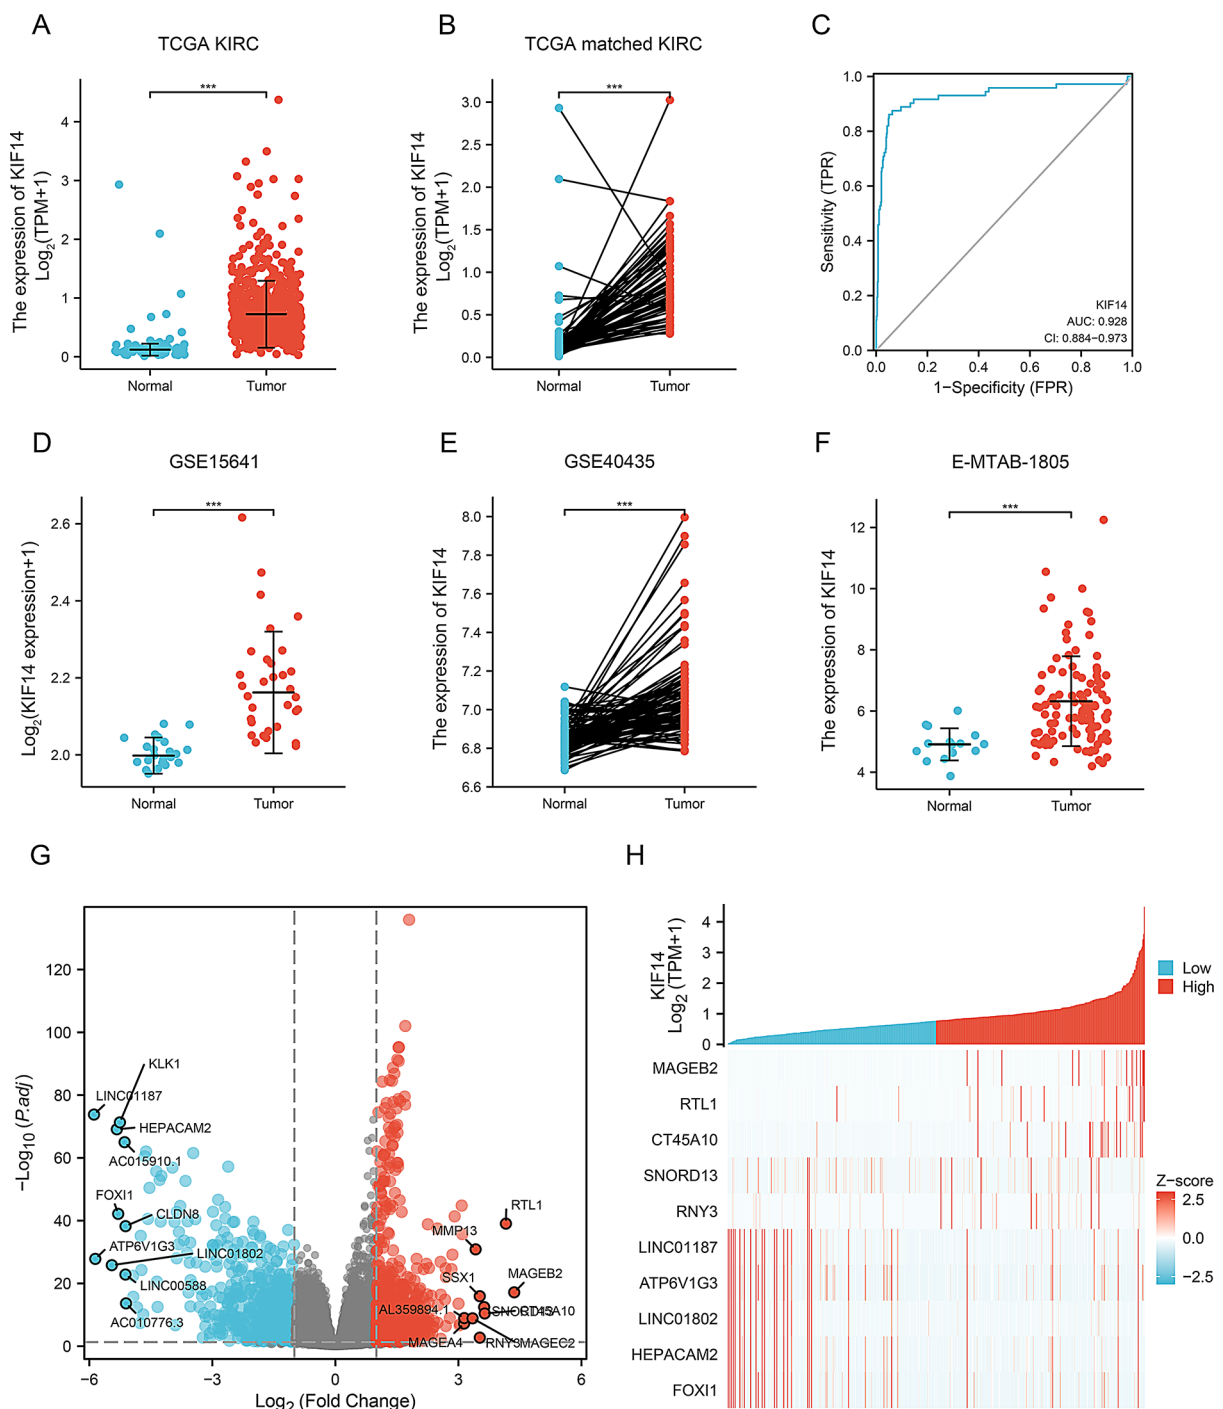 A
TCGA KIRC
The expression of KIF14
Log2(TPM+1)
4
3
2
1
0
***
Normal
Tumor
B
TCGA matched KIRC
The expression of KIF14
Log2(TPM+1)
3.0
2.5
2.0
1.5
1.0
0.5
0.0
***
Normal
Tumor
C
Sensitivity (TPR)
1.0
0.8
0.6
0.4
0.2
0.0
KIF14
AUC: 0.928
CI: 0.884−0.973
0.0 0.2 0.4 0.6 0.8 1.0
1−Specificity (FPR)
D
GSE15641
Log2(KIF14 expression+1)
2.6
2.4
2.2
2.0
***
Normal
Tumor
E
GSE40435
The expression of KIF14
8.0
7.8
7.6
7.4
7.2
7.0
6.8
6.6
***
Normal
Tumor
F
E-MTAB-1805
The expression of KIF14
12
10
8
6
4
***
Normal
Tumor
G
−Log10 (P.adj)
120
100
80
60
40
20
0
KLK1
LINC01187
HEPACAM2
AC015910.1
FOXI1
CLDN8
ATP6V1G3
LINC01802
LINC00588
AC010776.3
RTL1
MMP13
MAGEB2
SSX1
SNORD13
CT45A10
AL359894.1
MAGEA4
RNY3
MAGEC2
−6 −3 0 3 6
Log2 (Fold Change)
H
KIF14
Log2 (TPM+1)
4
3
2
1
0
Low
High
MAGEB2
RTL1
CT45A10
SNORD13
RNY3
LINC01187
ATP6V1G3
LINC01802
HEPACAM2
FOXI1
Z−score
2.5
0.0
−2.5